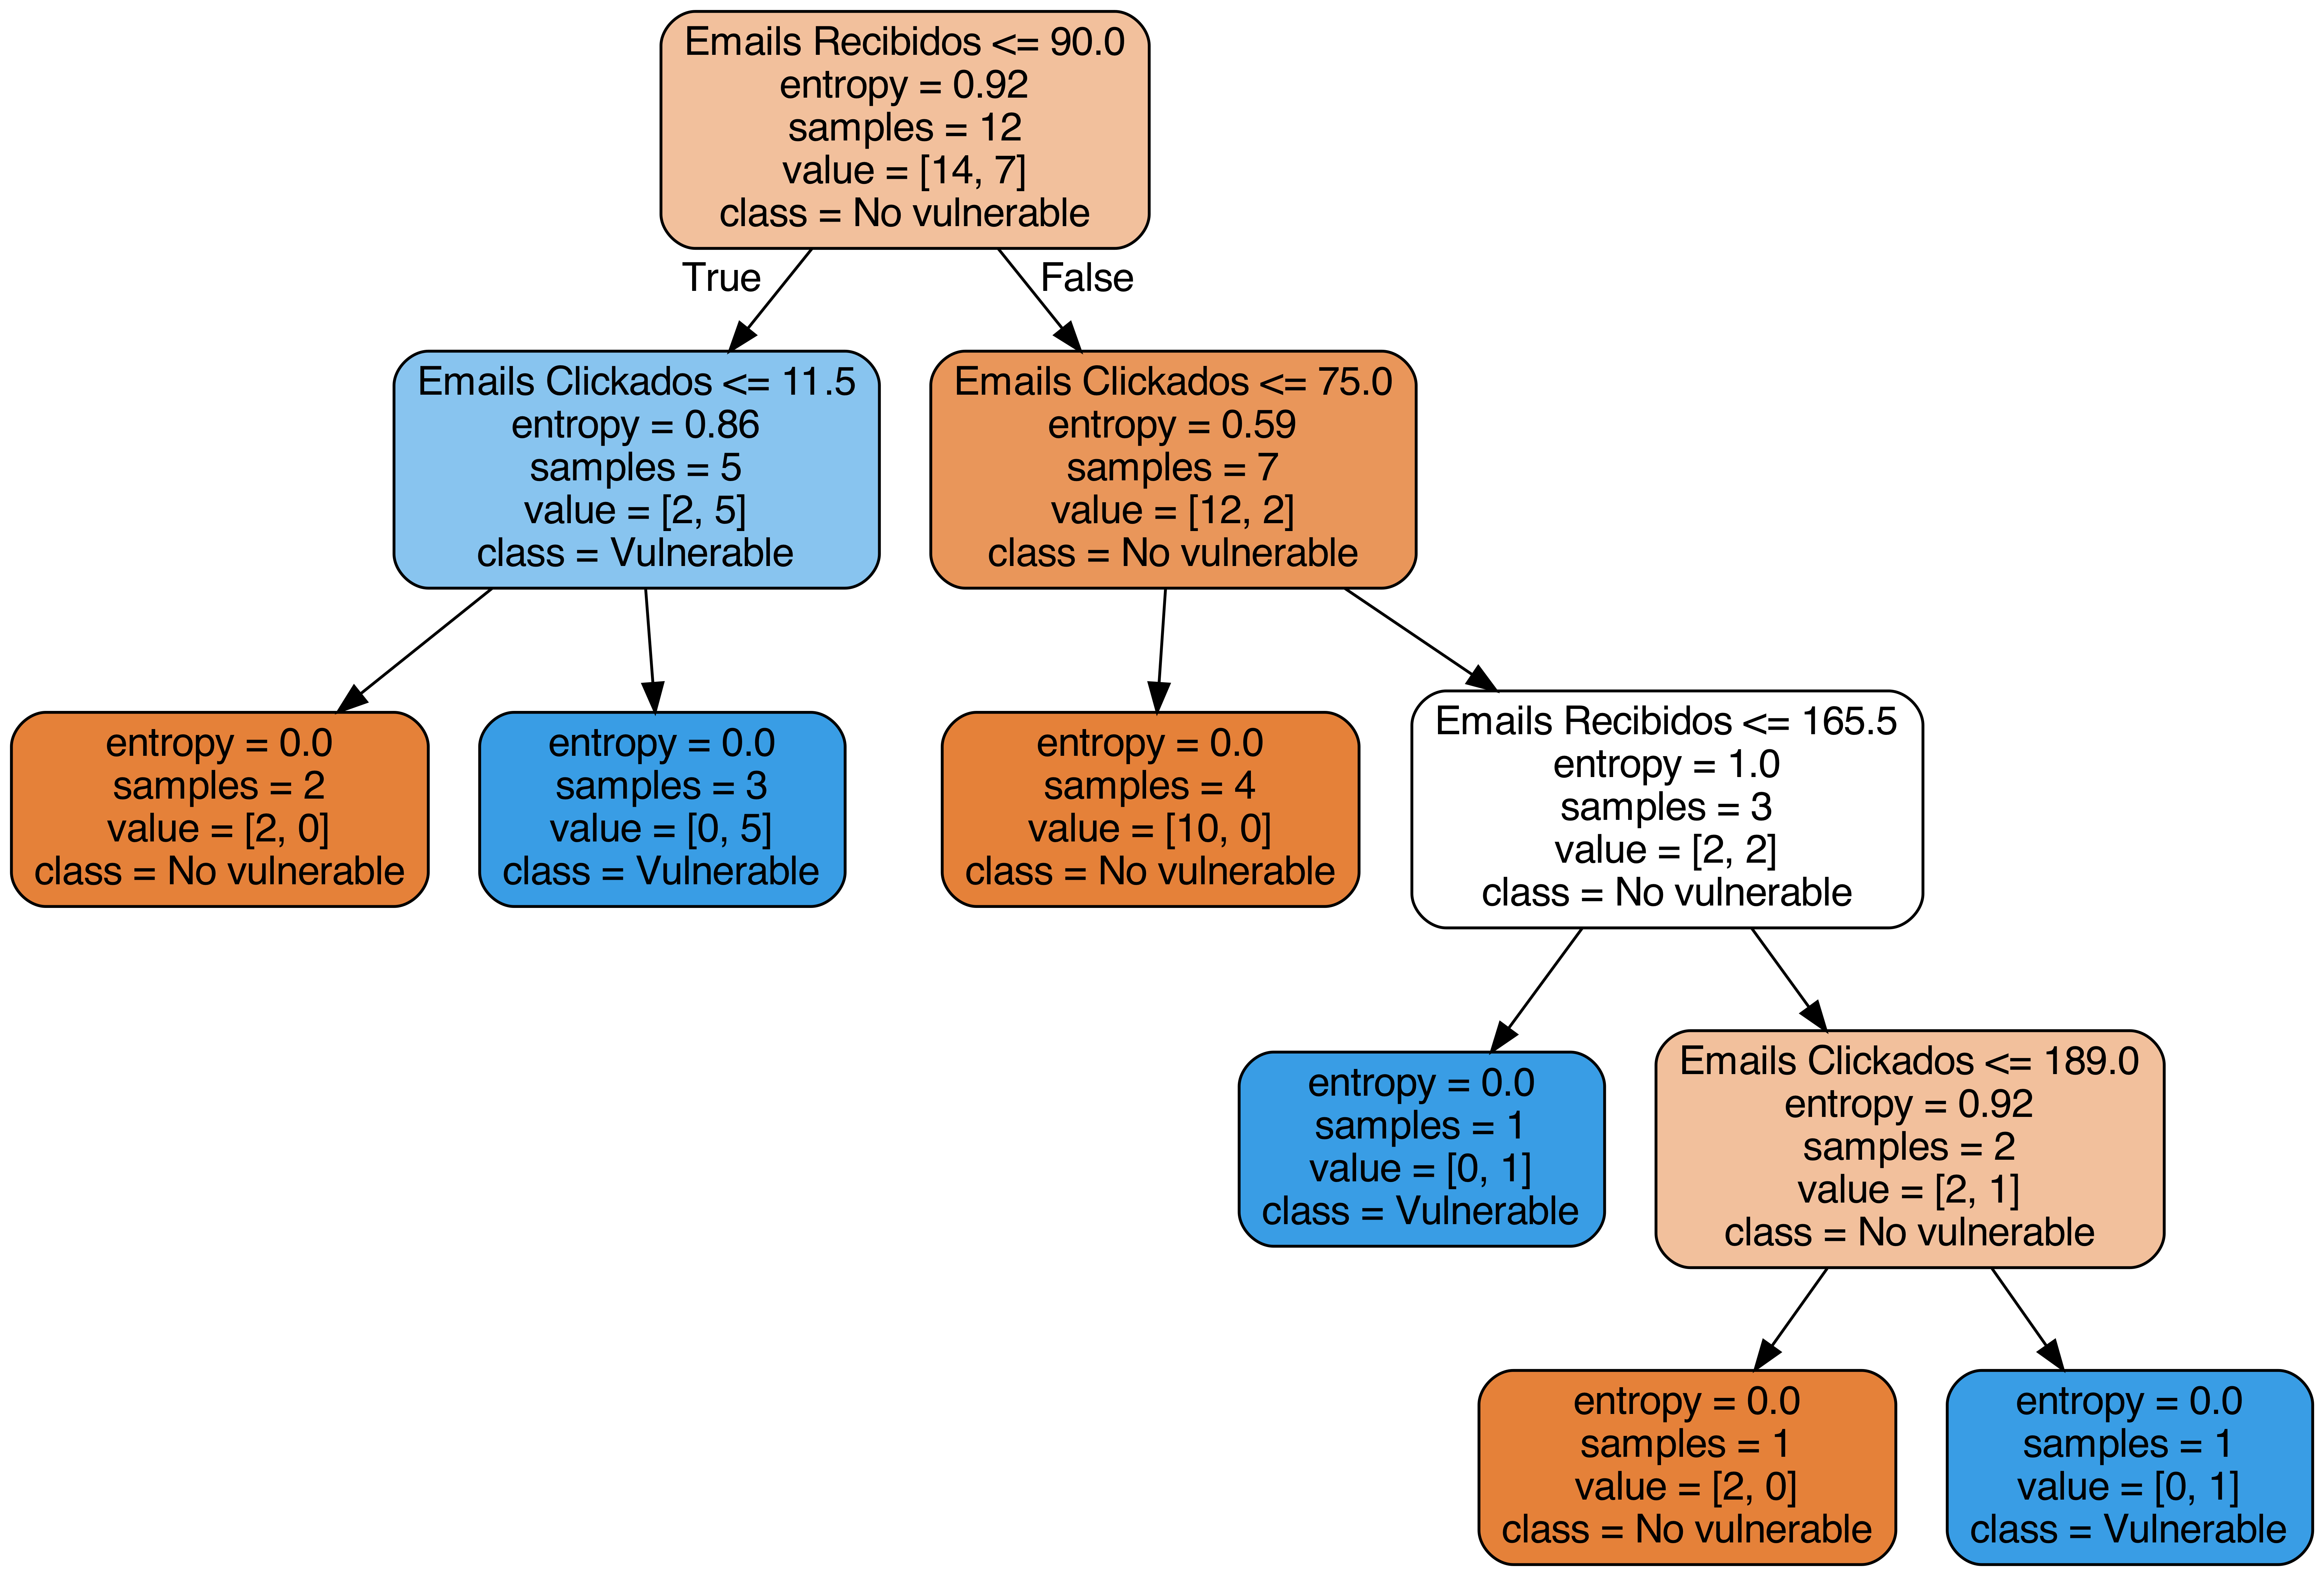 Emails Recibidos <= 90.0
entropy = 0.92
samples = 12
value = [14, 7]
class = No vulnerable
True
False
Emails Clickados <= 11.5
entropy = 0.86
samples = 5
value = [2, 5]
class = Vulnerable
Emails Clickados <= 75.0
entropy = 0.59
samples = 7
value = [12, 2]
class = No vulnerable
entropy = 0.0
samples = 2
value = [2, 0]
class = No vulnerable
entropy = 0.0
samples = 3
value = [0, 5]
class = Vulnerable
entropy = 0.0
samples = 4
value = [10, 0]
class = No vulnerable
Emails Recibidos <= 165.5
entropy = 1.0
samples = 3
value = [2, 2]
class = No vulnerable
entropy = 0.0
samples = 1
value = [0, 1]
class = Vulnerable
Emails Clickados <= 189.0
entropy = 0.92
samples = 2
value = [2, 1]
class = No vulnerable
entropy = 0.0
samples = 1
value = [2, 0]
class = No vulnerable
entropy = 0.0
samples = 1
value = [0, 1]
class = Vulnerable